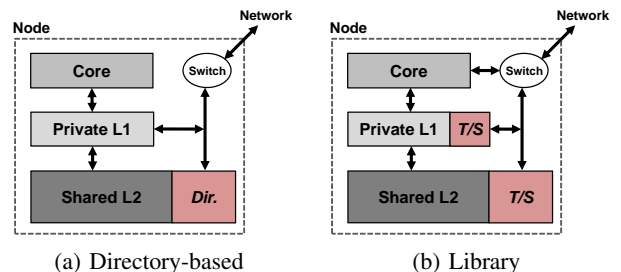 Network
Node
Core
Switch
Private L1
Shared L2
Dir.
(a) Directory-based
Network
Node
Core
Switch
Private L1
T/S
Shared L2
T/S
(b) Library